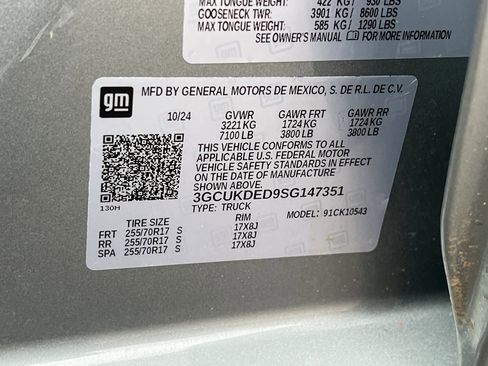 MAX TONGUE WEIGHT: 422 KG / 930 LBS
GOOSENECK TWR: 3901 KG / 8600 LBS
MAX TONGUE WEIGHT: 585 KG / 1290 LBS
SEE OWNER'S MANUAL FOR MORE INFORMATION
gm
MFD BY GENERAL MOTORS DE MEXICO, S. DE R.L. DE C.V.
10/24 GVWR GAWR FRT GAWR RR
3221 KG 1724 KG 1724 KG
7100 LB 3800 LB 3800 LB
THIS VEHICLE CONFORMS TO ALL
APPLICABLE U.S. FEDERAL MOTOR
VEHICLE SAFETY STANDARDS IN EFFECT
ON THE DATE OF MANUFACTURE
SHOWN ABOVE.
3GCUKDED9SG147351
130H
TYPE: TRUCK MODEL: 91CK10543
TIRE SIZE RIM
FRT 255/70R17 S 17X8J
RR 255/70R17 S 17X8J
SPA 255/70R17 S 17X8J